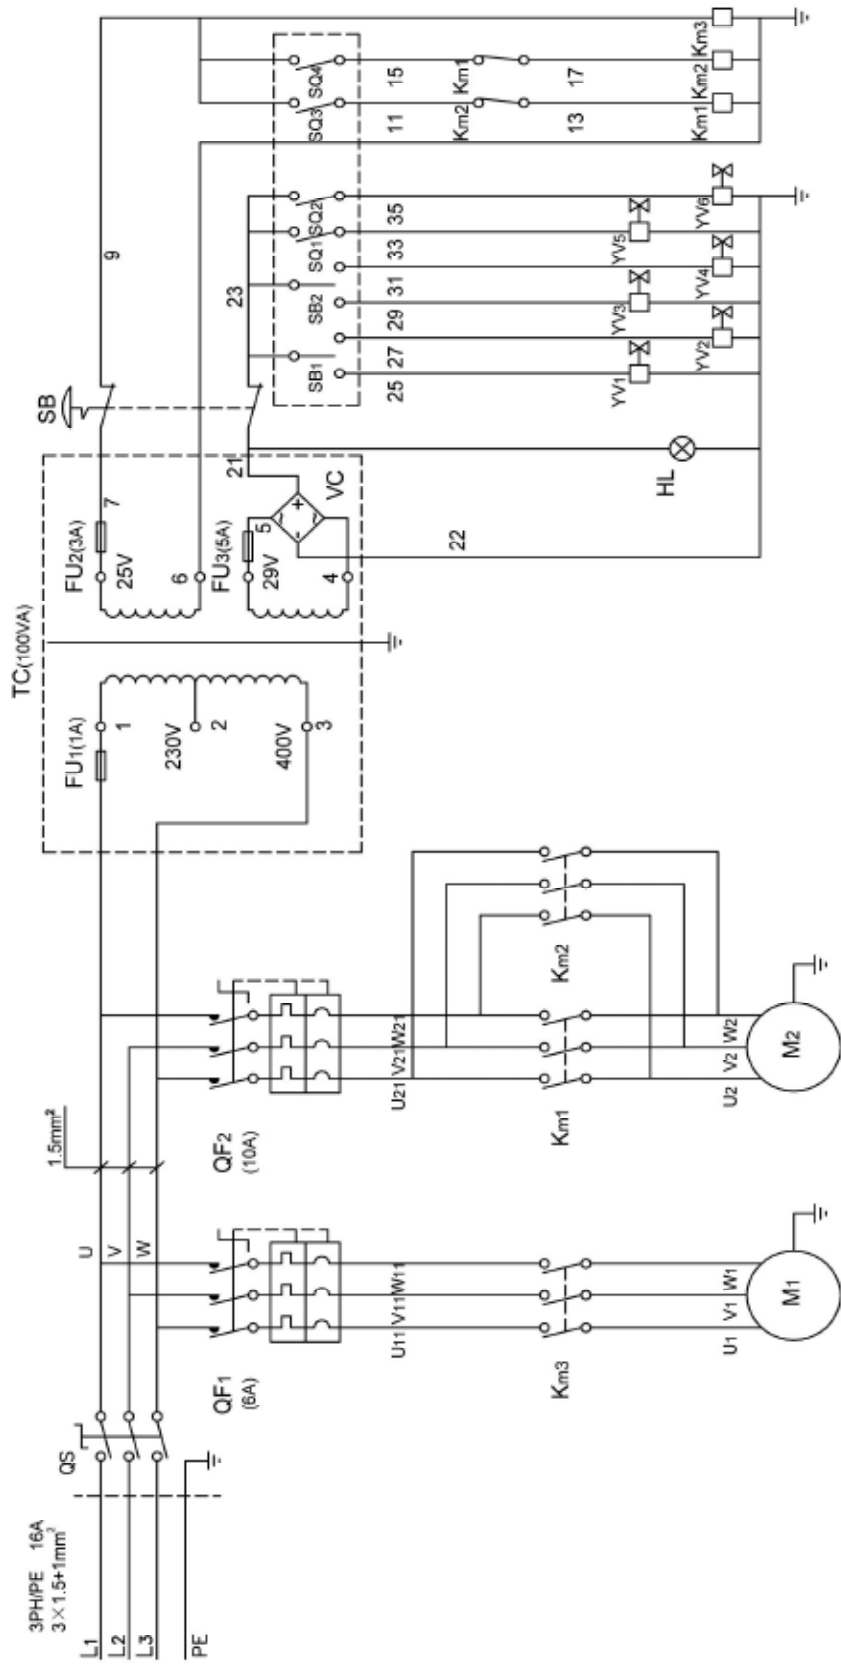 3PH/PE 16A
3×1.5+1mm²
L1
L2
L3
PE
QS
U
V
W
1.5mm²
QF1
(6A)
QF2
(10A)
U11
V11
W11
U21
V21
W21
Km3
Km1
Km2
U1
V1
W1
M1
U2
V2
W2
M2
TC(100VA)
FU1(1A)
1
230V
2
400V
3
FU2(3A)
25V
7
6
FU3(5A)
29V
5
4
VC
21
22
SB
9
23
HL
SB1
SB2
SQ1
SQ2
SQ3
SQ4
25
27
29
31
33
35
11
15
Km2
Km1
13
17
YV1
YV2
YV3
YV4
YV5
YV6
Km1
Km2
Km3